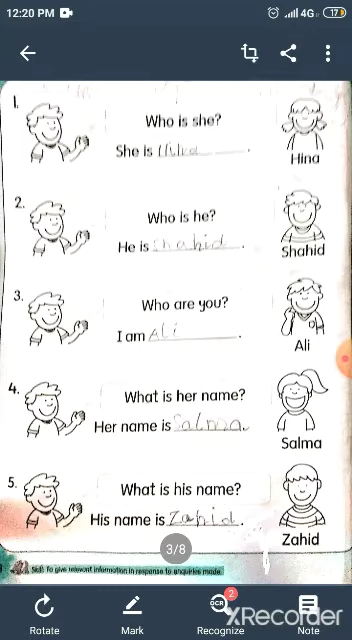 12:20 PM
4G 17
1.
Who is she?
She is Hina.
Hina
2.
Who is he?
He is Shahid.
Shahid
3.
Who are you?
I am Ali.
Ali
4.
What is her name?
Her name is Salma.
Salma
5.
What is his name?
His name is Zahid.
Zahid
3/8
Skill: To give relevant information in response to enquiries made.
OCR 2
Rotate Mark Recognize Note
XRecorder